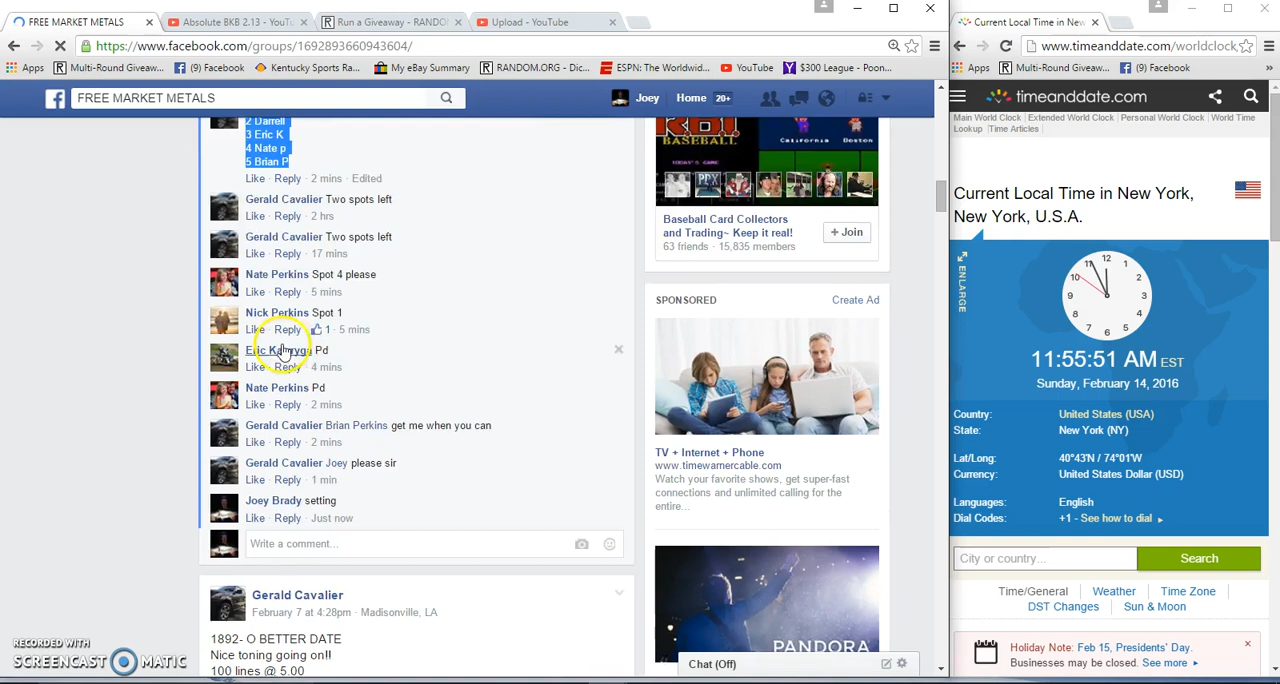 FREE MARKET METALS
Absolute BKB 2.13 - YouTu
Run a Giveaway - RANDO
Upload - YouTube
https://www.facebook.com/groups/1692893660943604/
Apps
Multi-Round Giveaw...
(9) Facebook
Kentucky Sports Ra...
My eBay Summary
RANDOM.ORG - Dic...
ESPN: The Worldwid...
YouTube
$300 League - Poon...
FREE MARKET METALS
Joey
Home
20+
2 Darrell
3 Eric K
4 Nate p
5 Brian P
Like · Reply · 2 mins · Edited
Gerald Cavalier Two spots left
Like · Reply · 2 hrs
Gerald Cavalier Two spots left
Like · Reply · 17 mins
Nate Perkins Spot 4 please
Like · Reply · 5 mins
Nick Perkins Spot 1
Like · Reply · 1 · 5 mins
Eric Pd
Like · Reply · 4 mins
Nate Perkins Pd
Like · Reply · 2 mins
Gerald Cavalier Brian Perkins get me when you can
Like · Reply · 2 mins
Gerald Cavalier Joey please sir
Like · Reply · 1 min
Joey Brady setting
Like · Reply · Just now
Write a comment...
Gerald Cavalier
February 7 at 4:28pm · Madisonville, LA
1892- O BETTER DATE
Nice toning going on!!
100 lines @ 5.00
RBI
BASEBALL
Baseball Card Collectors
and Trading~ Keep it real!
63 friends · 15,835 members
+ Join
SPONSORED
Create Ad
TV + Internet + Phone
www.timewarnercable.com
Watch your favorite shows, get super-fast
connections and unlimited calling for the
entire...
PANDORA
Chat (Off)
RECORDED WITH
SCREENCAST MATIC
Current Local Time in New
www.timeanddate.com/worldclock
Apps
Multi-Round Giveaw...
(9) Facebook
timeanddate.com
Main World Clock Extended World Clock Personal World Clock World Time
Lookup Time Articles
Current Local Time in New York,
New York, U.S.A.
ENLARGE
12
1
2
3
4
5
6
7
8
9
10
11
11:55:51 AM EST
Sunday, February 14, 2016
Country: United States (USA)
State: New York (NY)
Lat/Long: 40°43'N / 74°01'W
Currency: United States Dollar (USD)
Languages: English
Dial Codes: +1 - See how to dial
City or country...
Search
Time/General
Weather
Time Zone
DST Changes
Sun & Moon
Holiday Note: Feb 15, Presidents' Day.
Businesses may be closed. See more